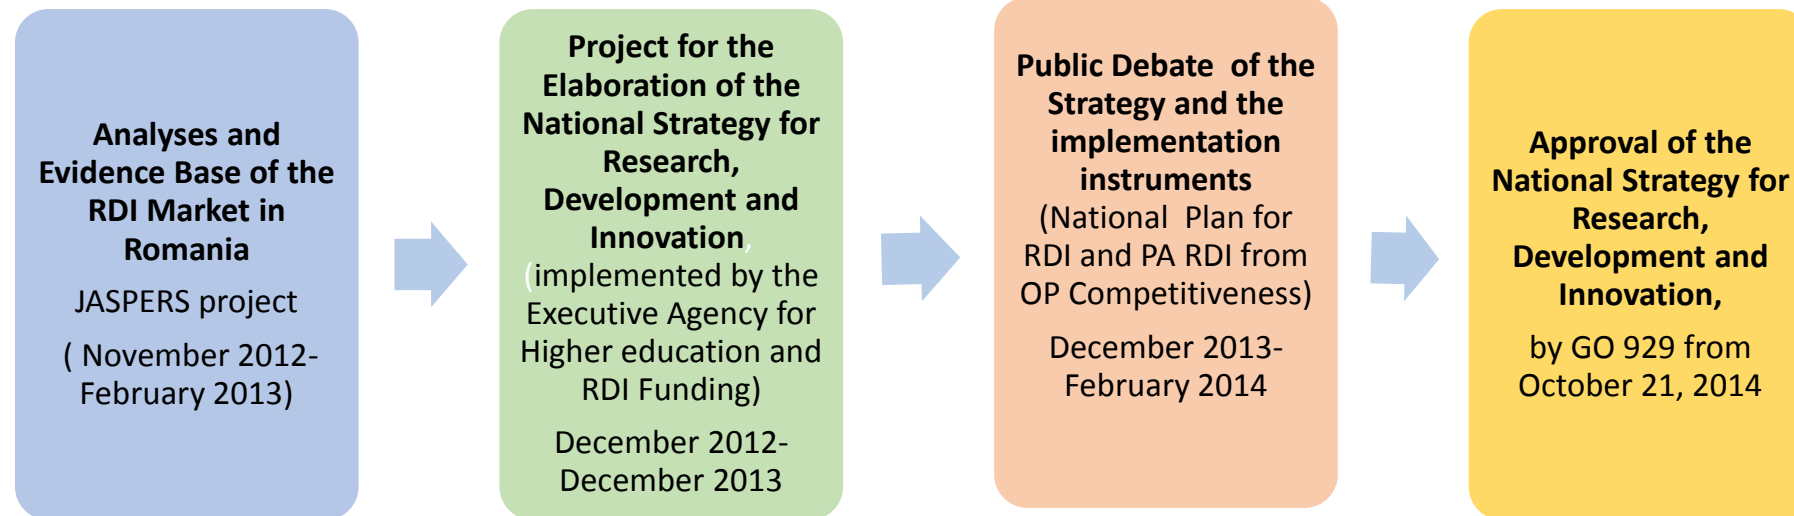 Analyses and
Evidence Base of the
RDI Market in
Romania
JASPERS project
( November 2012-
February 2013)
Project for the
Elaboration of the
National Strategy for
Research,
Development and
Innovation,
(implemented by the
Executive Agency for
Higher education and
RDI Funding)
December 2012-
December 2013
Public Debate of the
Strategy and the
implementation
instruments
(National Plan for
RDI and PA RDI from
OP Competitiveness)
December 2013-
February 2014
Approval of the
National Strategy for
Research,
Development and
Innovation,
by GO 929 from
October 21, 2014